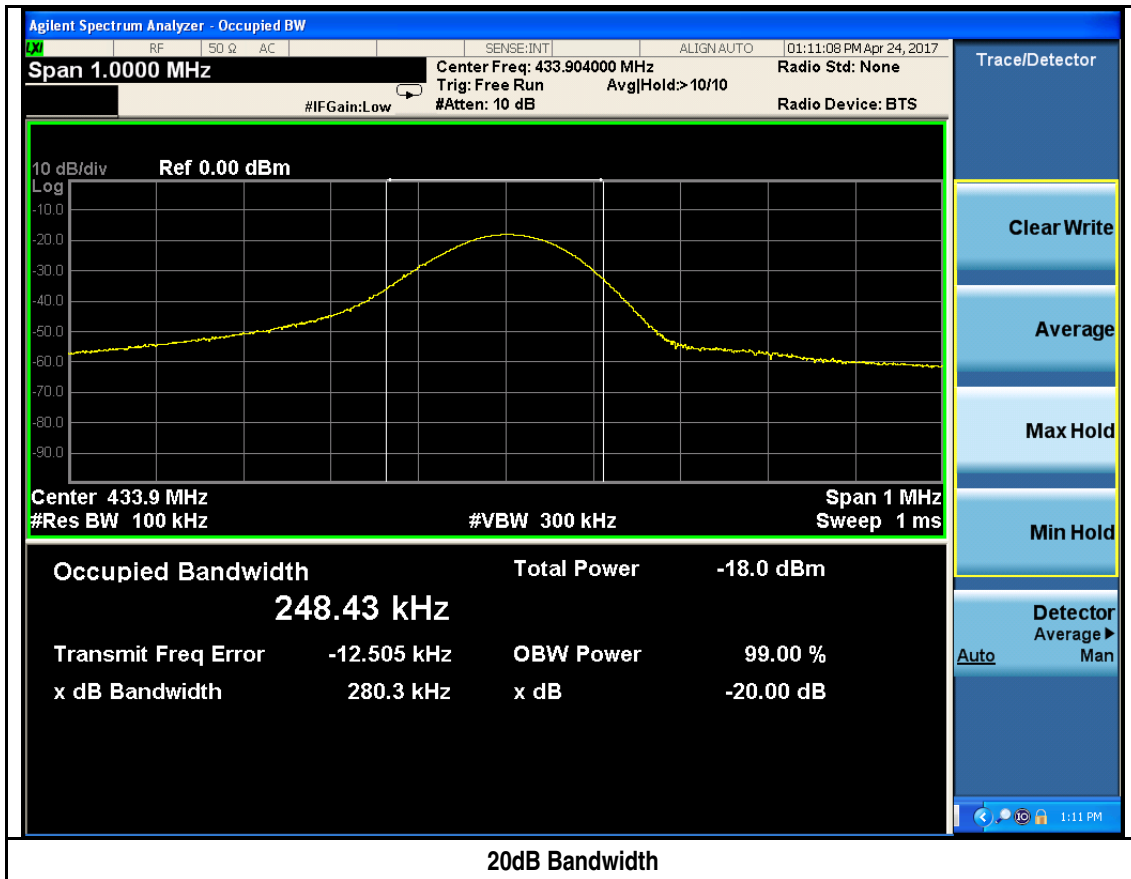 Agilent Spectrum Analyzer - Occupied BW
LXI RF 50 Ω AC SENSE:INT ALIGN AUTO 01:11:08 PM Apr 24, 2017
Span 1.0000 MHz
Center Freq: 433.904000 MHz
Radio Std: None
Trig: Free Run Avg|Hold:>10/10
#IFGain:Low #Atten: 10 dB Radio Device: BTS
10 dB/div Ref 0.00 dBm
Log
-10.0
-20.0
-30.0
-40.0
-50.0
-60.0
-70.0
-80.0
-90.0
Center 433.9 MHz Span 1 MHz
#Res BW 100 kHz #VBW 300 kHz Sweep 1 ms
Occupied Bandwidth Total Power -18.0 dBm
248.43 kHz
Transmit Freq Error -12.505 kHz OBW Power 99.00 %
x dB Bandwidth 280.3 kHz x dB -20.00 dB
Trace/Detector
Clear Write
Average
Max Hold
Min Hold
Detector
Average▶
Auto Man
IO 1:11 PM
20dB Bandwidth